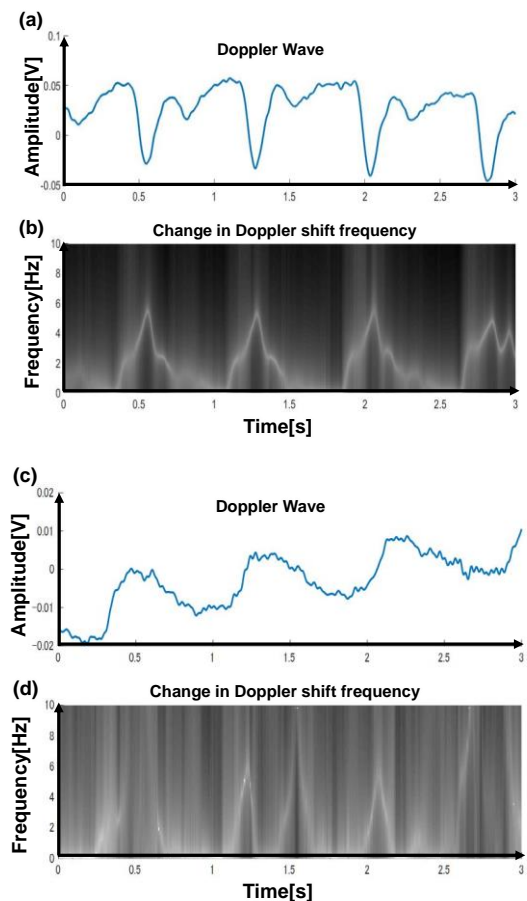 (a)
Doppler Wave
Amplitude[V]
0.1
0.05
0
-0.05
0 0.5 1 1.5 2 2.5 3
(b)
Change in Doppler shift frequency
Frequency[Hz]
10
8
6
4
2
0
0 0.5 1 1.5 2 2.5 3
Time[s]
(c)
Doppler Wave
Amplitude[V]
0.02
0.01
0
-0.01
-0.02
0 0.5 1 1.5 2 2.5 3
(d)
Change in Doppler shift frequency
Frequency[Hz]
10
8
6
4
2
0
0 0.5 1 1.5 2 2.5 3
Time[s]